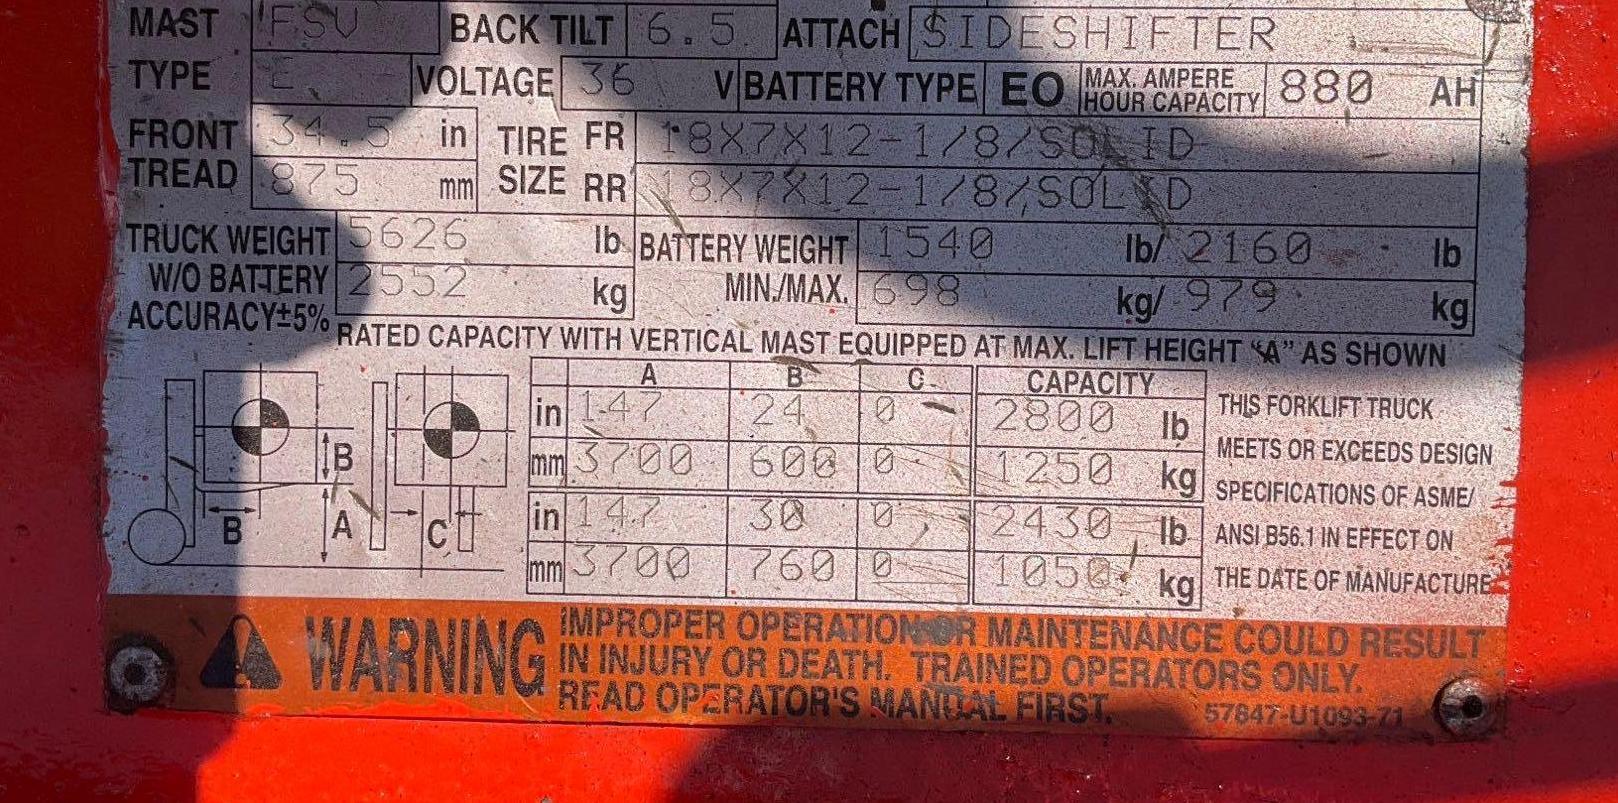 MAST FSV BACK TILT 6.5 ATTACH SIDESHIFTER
TYPE E VOLTAGE 36 V BATTERY TYPE EO MAX. AMPERE HOUR CAPACITY 880 AH
FRONT TREAD 34.5 in TIRE SIZE FR 18X7X12-1/8/SOLID
875 mm RR 18X7X12-1/8/SOLID
TRUCK WEIGHT 5626 lb BATTERY WEIGHT 1540 lb/ 2160 lb
W/O BATTERY 2552 kg MIN./MAX. 698 kg/ 979 kg
ACCURACY±5%
RATED CAPACITY WITH VERTICAL MAST EQUIPPED AT MAX. LIFT HEIGHT "A" AS SHOWN
A B C CAPACITY
in 147 24 0 2800 lb
mm 3700 600 0 1250 kg
in 147 30 0 2430 lb
mm 3700 760 0 1050 kg
B
B A C
THIS FORKLIFT TRUCK
MEETS OR EXCEEDS DESIGN
SPECIFICATIONS OF ASME/
ANSI B56.1 IN EFFECT ON
THE DATE OF MANUFACTURE
WARNING
IMPROPER OPERATION OR MAINTENANCE COULD RESULT
IN INJURY OR DEATH. TRAINED OPERATORS ONLY.
READ OPERATOR'S MANUAL FIRST.
57647-U1093-71